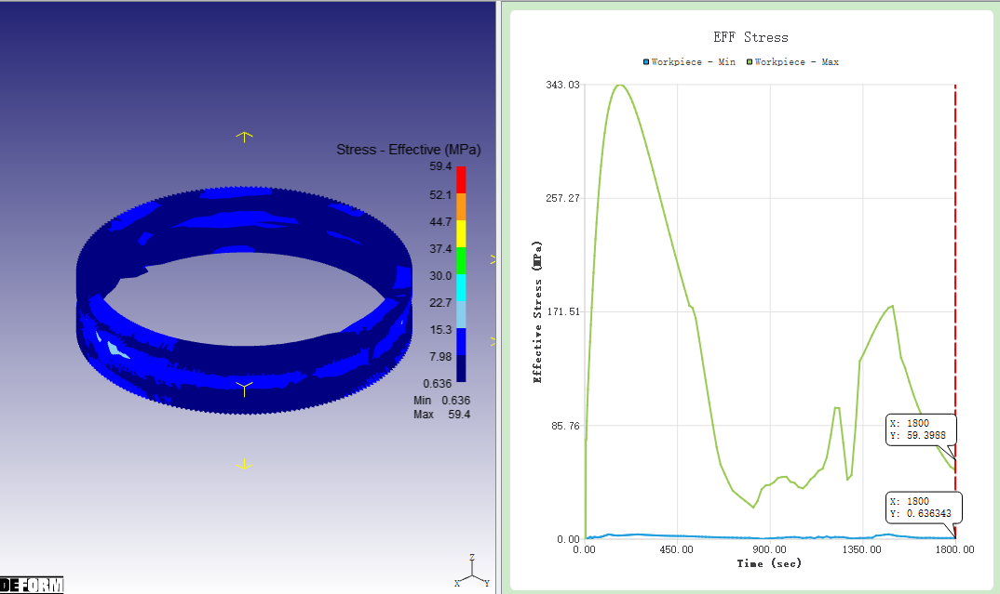 Stress - Effective (MPa)
59.4
52.1
44.7
37.4
30.0
22.7
15.3
7.98
0.636
Min 0.636
Max 59.4
Z
X Y
DEFORM
EFF Stress
Workpiece - Min Workpiece - Max
343.03
257.27
171.51
85.76
0.00
Effective Stress (MPa)
X: 1800
Y: 59.3988
X: 1800
Y: 0.636343
0.00 450.00 900.00 1350.00 1800.00
Time (sec)